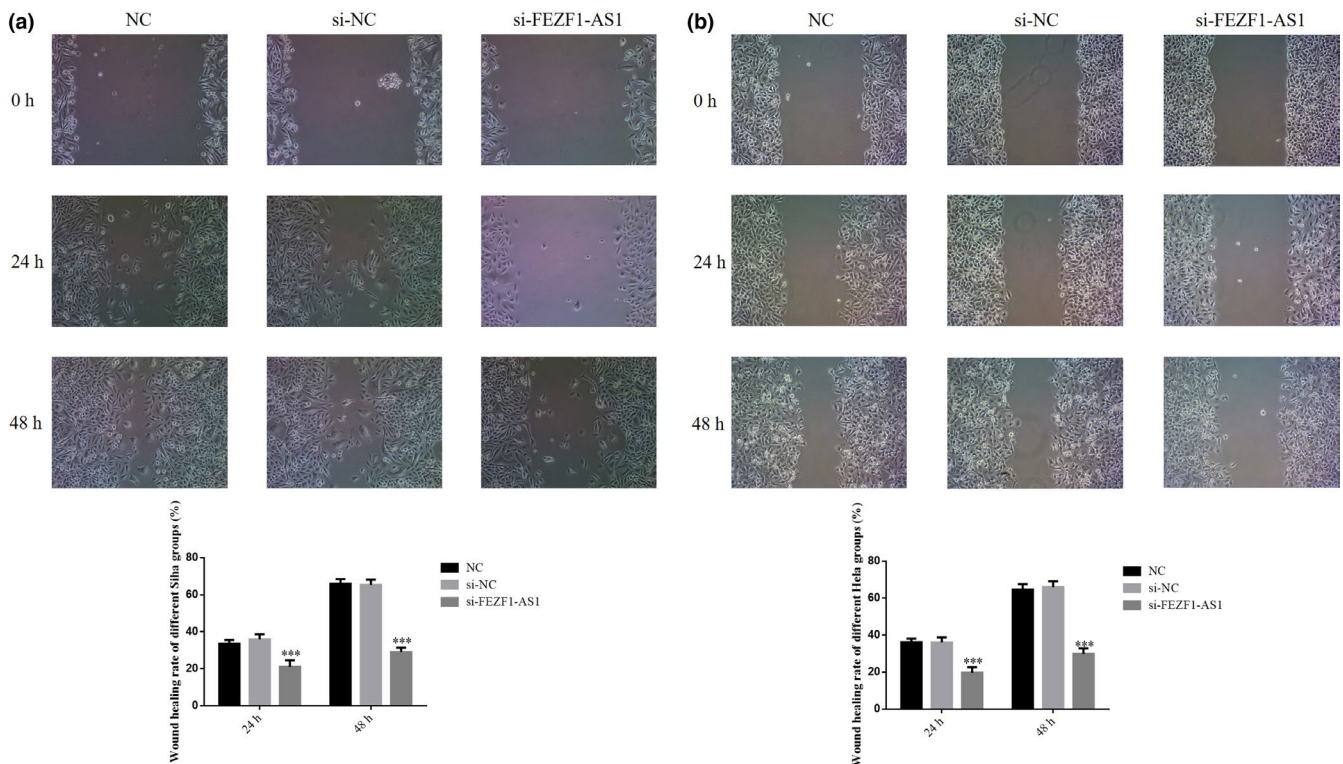 (a)
NC
si-NC
si-FEZF1-AS1
0 h
24 h
48 h
Wound healing rate of different Siha groups (%)
80
60
40
20
0
***
***
24 h
48 h
NC
si-NC
si-FEZF1-AS1
(b)
NC
si-NC
si-FEZF1-AS1
0 h
24 h
48 h
Wound healing rate of different Hela groups (%)
80
60
40
20
0
***
***
24 h
48 h
NC
si-NC
si-FEZF1-AS1